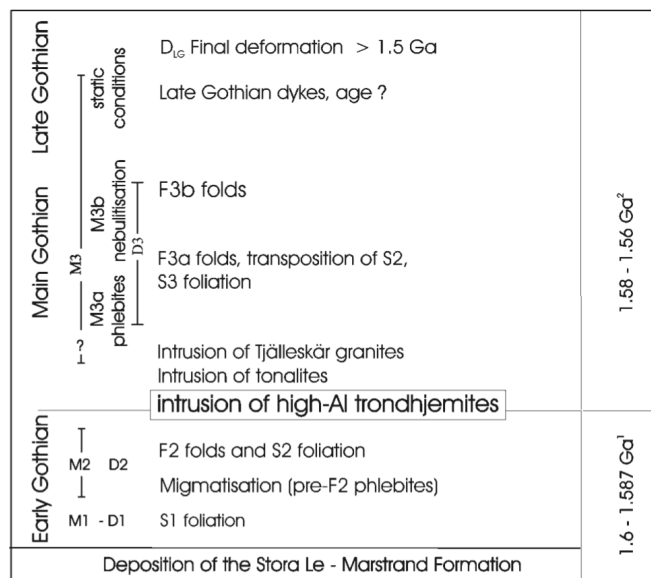 Late Gothian
static conditions
D_LG Final deformation > 1.5 Ga
Late Gothian dykes, age ?
Main Gothian
M3
M3b nebulitisation
D3
F3b folds
M3a phlebites
F3a folds, transposition of S2,
S3 foliation
?
Intrusion of Tjälleskär granites
Intrusion of tonalites
1.58 - 1.56 Ga²
intrusion of high-Al trondhjemites
Early Gothian
M2 D2
F2 folds and S2 foliation
Migmatisation (pre-F2 phlebites)
M1 - D1 S1 foliation
1.6 - 1.587 Ga¹
Deposition of the Stora Le - Marstrand Formation